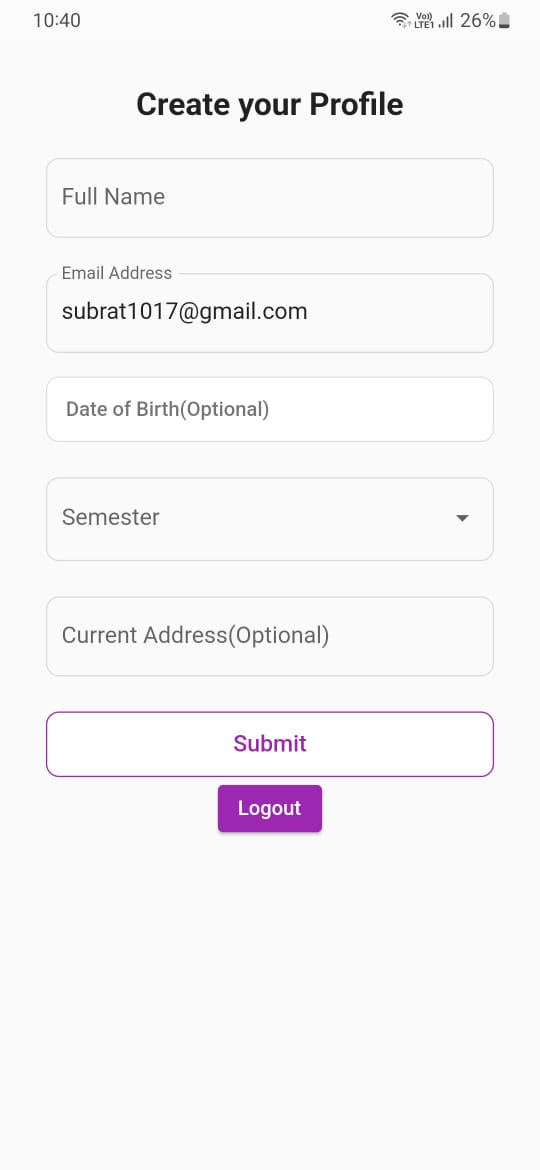 10:40 Vo)) LTE1 26%
Create your Profile
Full Name
Email Address
subrat1017@gmail.com
Date of Birth(Optional)
Semester
Current Address(Optional)
Submit
Logout